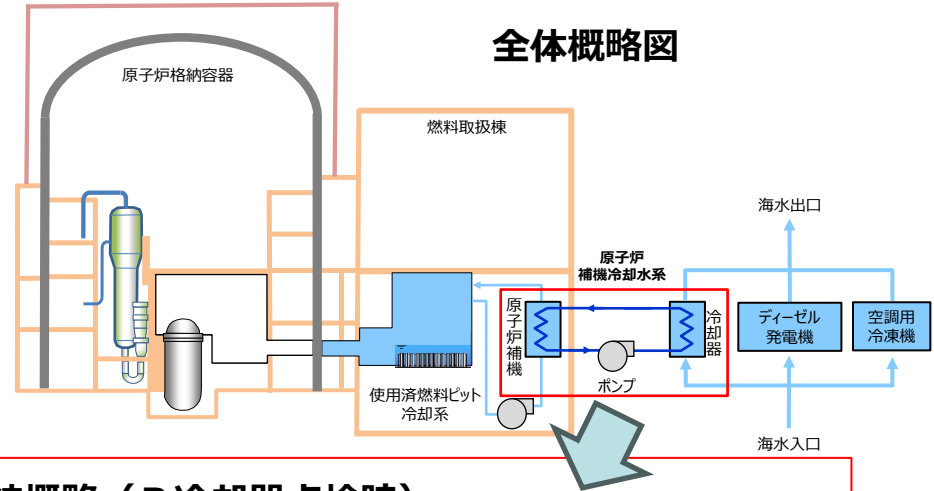 全体概略図
原子炉格納容器
燃料取扱棟
海水出口
原子炉
補機冷却水系
原子炉補機
冷却器
ディーゼル
発電機
空調用
冷凍機
ポンプ
使用済燃料ピット
冷却系
海水入口